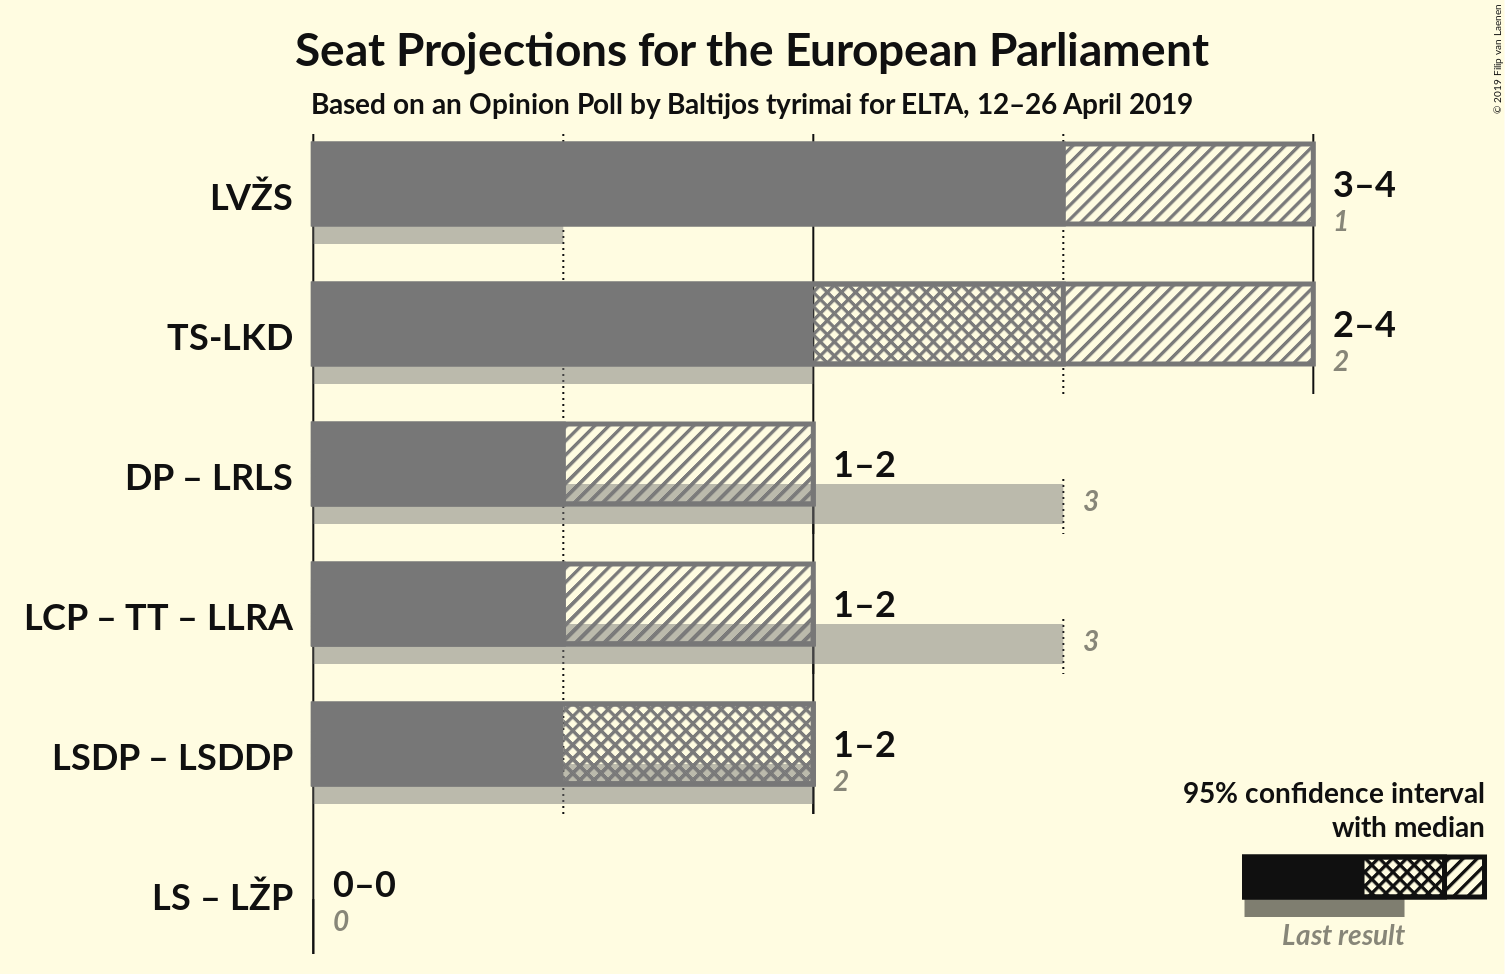 Seat Projections for the European Parliament
Based on an Opinion Poll by Baltijos tyrimai for ELTA, 12–26 April 2019
© 2019 Filip van Laenen
LVŽS
3–4
1
TS-LKD
2–4
2
DP – LRLS
1–2
3
LCP – TT – LLRA
1–2
3
LSDP – LSDDP
1–2
2
LS – LŽP
0–0
0
95% confidence interval
with median
Last result